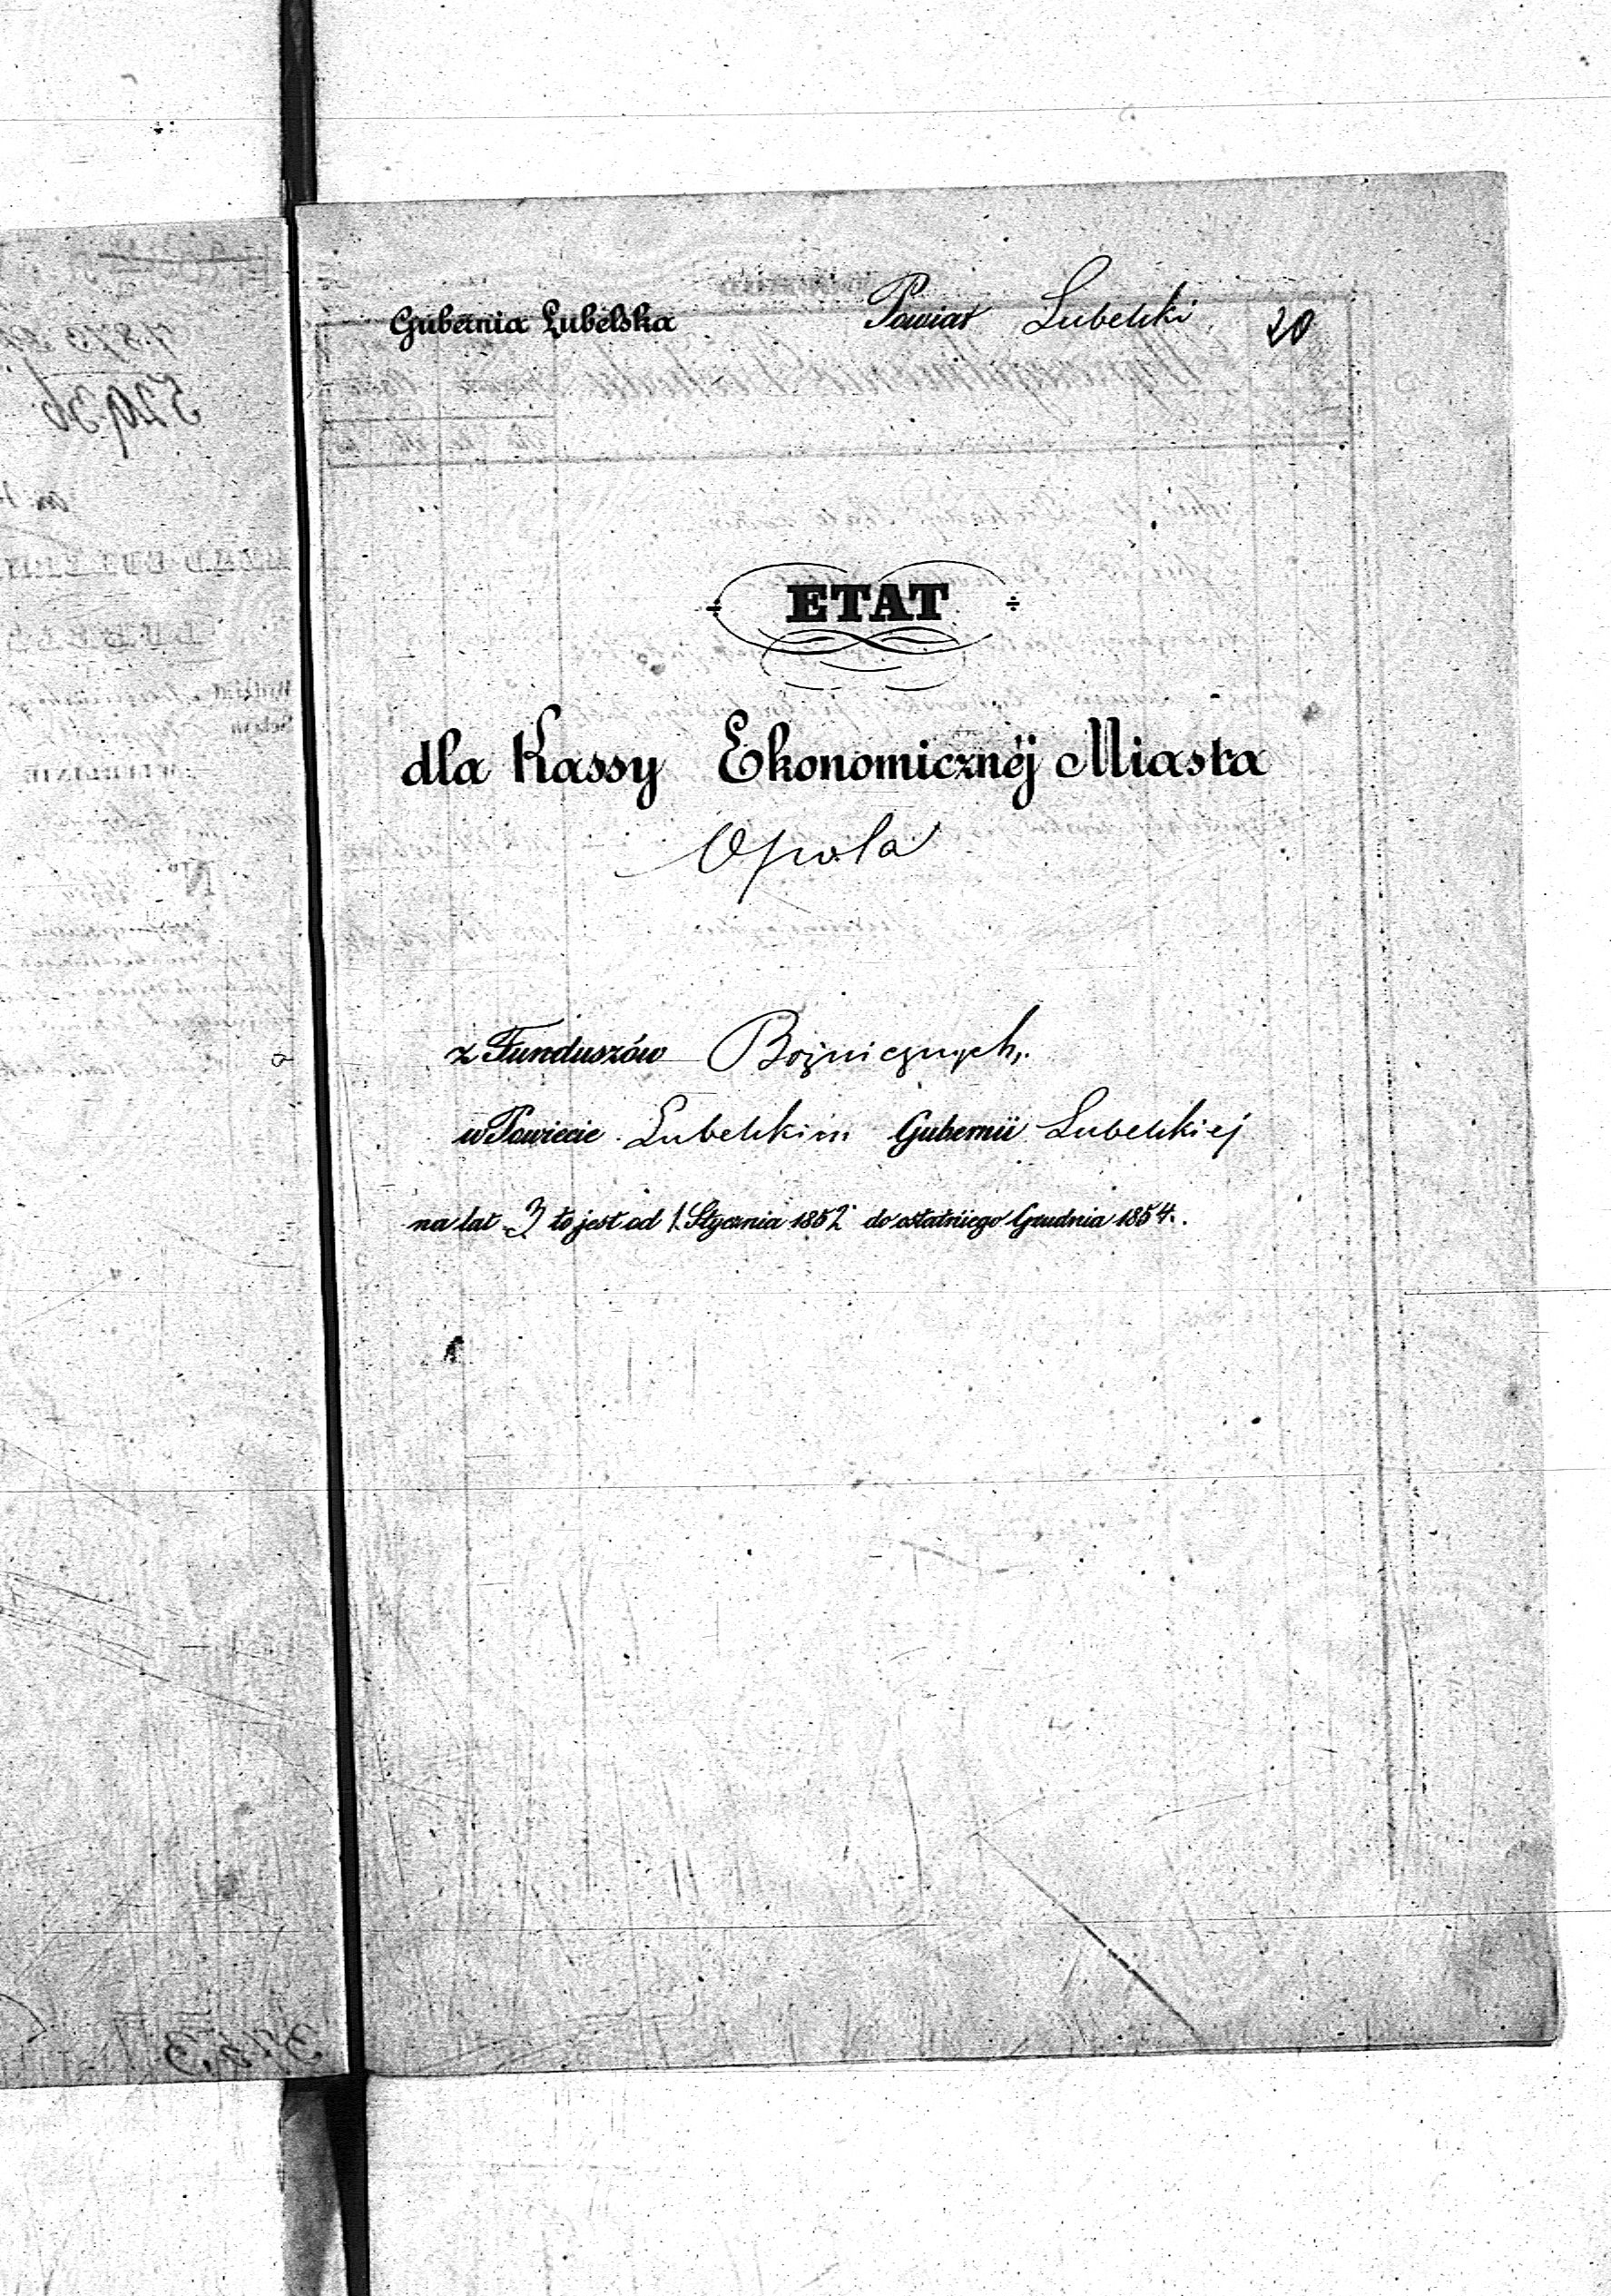 Gubernia Lubelska Powiat Lubelski 20
ETAT
dla Kassy Ekonomicznéj Miasta
Opola
z Funduszów Bożnicznych,
w Powiecie Lubelskim Gubernii Lubelskiej
na lat 3 to jest od 1 Stycznia 1852 do ostatniego Grudnia 1854.